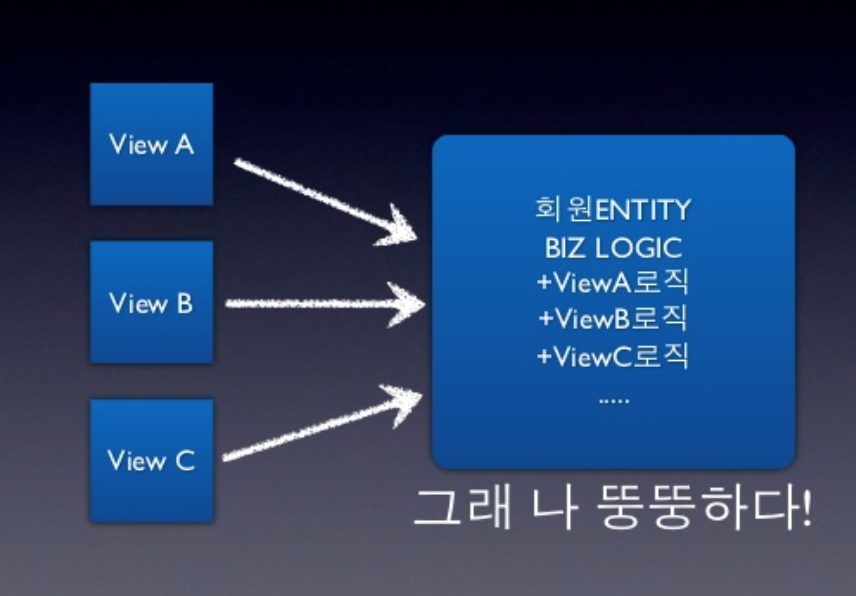 View A
View B
View C
회원ENTITY
BIZ LOGIC
+ViewA로직
+ViewB로직
+ViewC로직
.....
그래 나 뚱뚱하다!